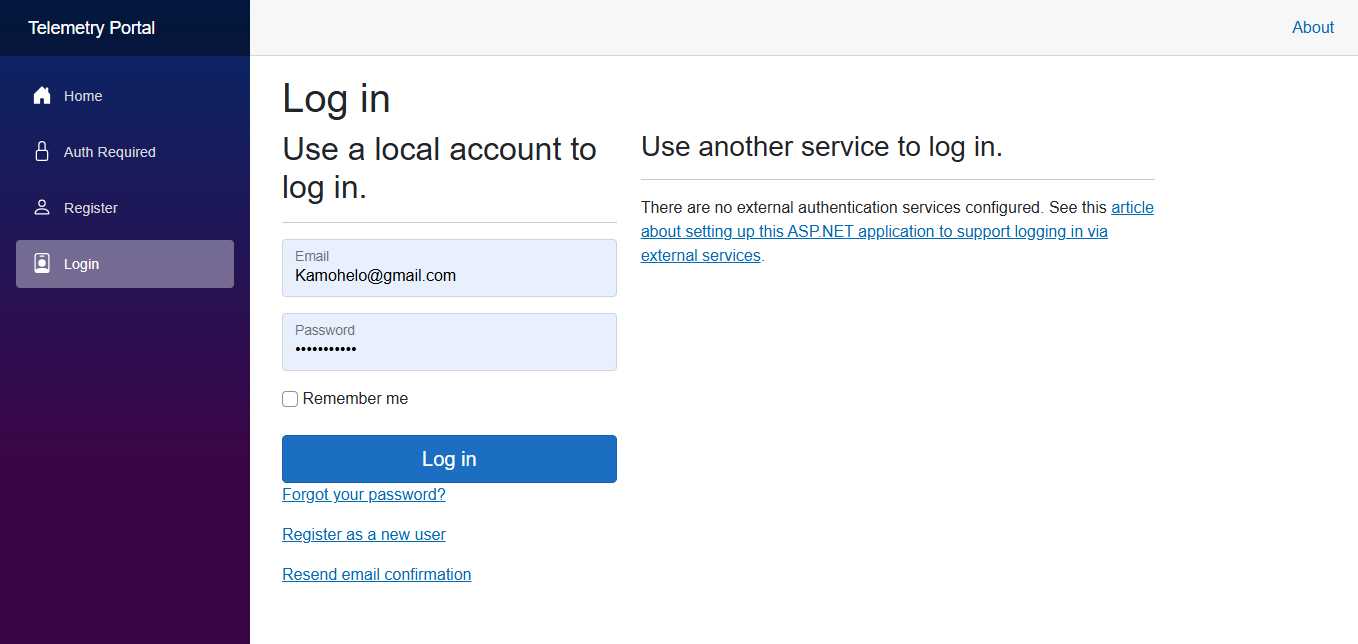 Telemetry Portal
About
Home
Auth Required
Register
Login
Log in
Use a local account to
log in.
Email
Kamohelo@gmail.com
Password
•••••••••••
Remember me
Log in
Forgot your password?
Register as a new user
Resend email confirmation
Use another service to log in.
There are no external authentication services configured. See this article
about setting up this ASP.NET application to support logging in via
external services.